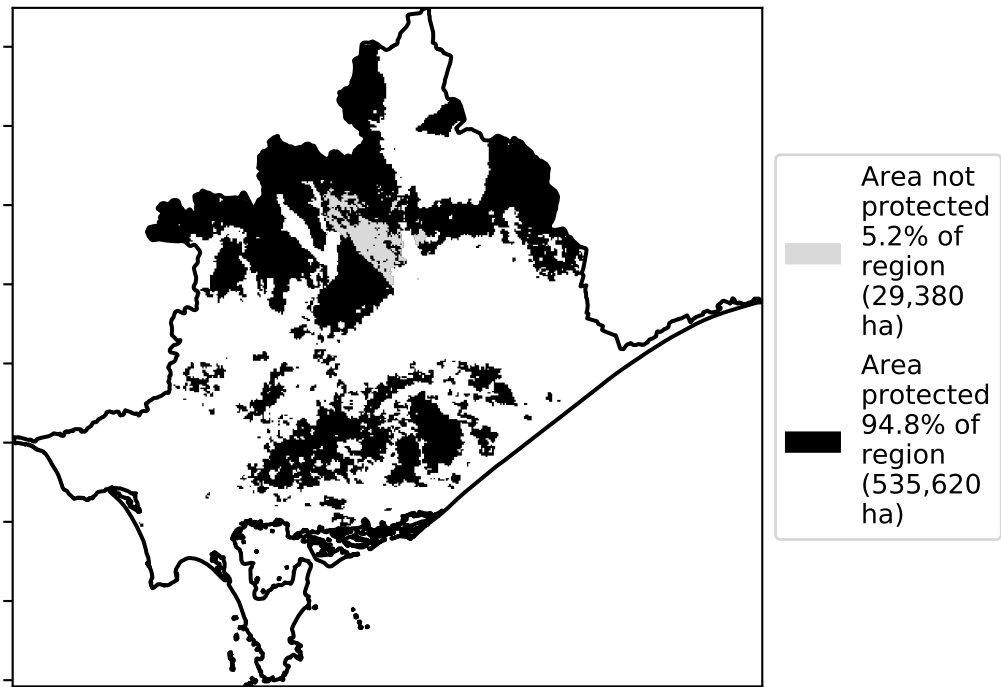 Area not
protected
5.2% of
region
(29,380
ha)
Area
protected
94.8% of
region
(535,620
ha)